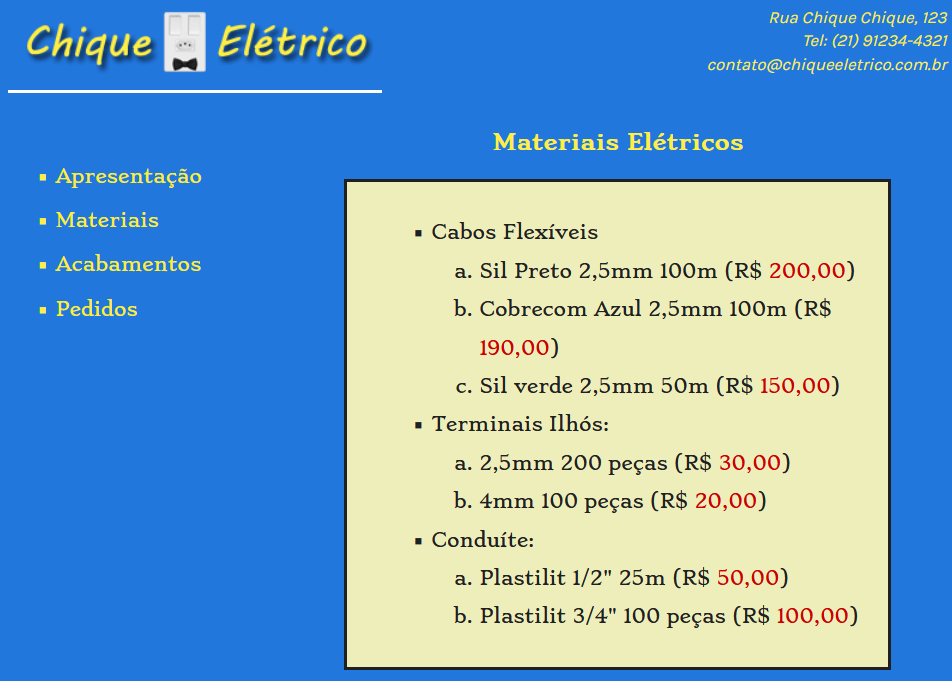 Chique Elétrico
Rua Chique Chique, 123
Tel: (21) 91234-4321
contato@chiqueeletrico.com.br
Apresentação
Materiais
Acabamentos
Pedidos
Materiais Elétricos
Cabos Flexíveis
a. Sil Preto 2,5mm 100m (R$ 200,00)
b. Cobrecom Azul 2,5mm 100m (R$
190,00)
c. Sil verde 2,5mm 50m (R$ 150,00)
Terminais Ilhós:
a. 2,5mm 200 peças (R$ 30,00)
b. 4mm 100 peças (R$ 20,00)
Conduíte:
a. Plastilit 1/2" 25m (R$ 50,00)
b. Plastilit 3/4" 100 peças (R$ 100,00)